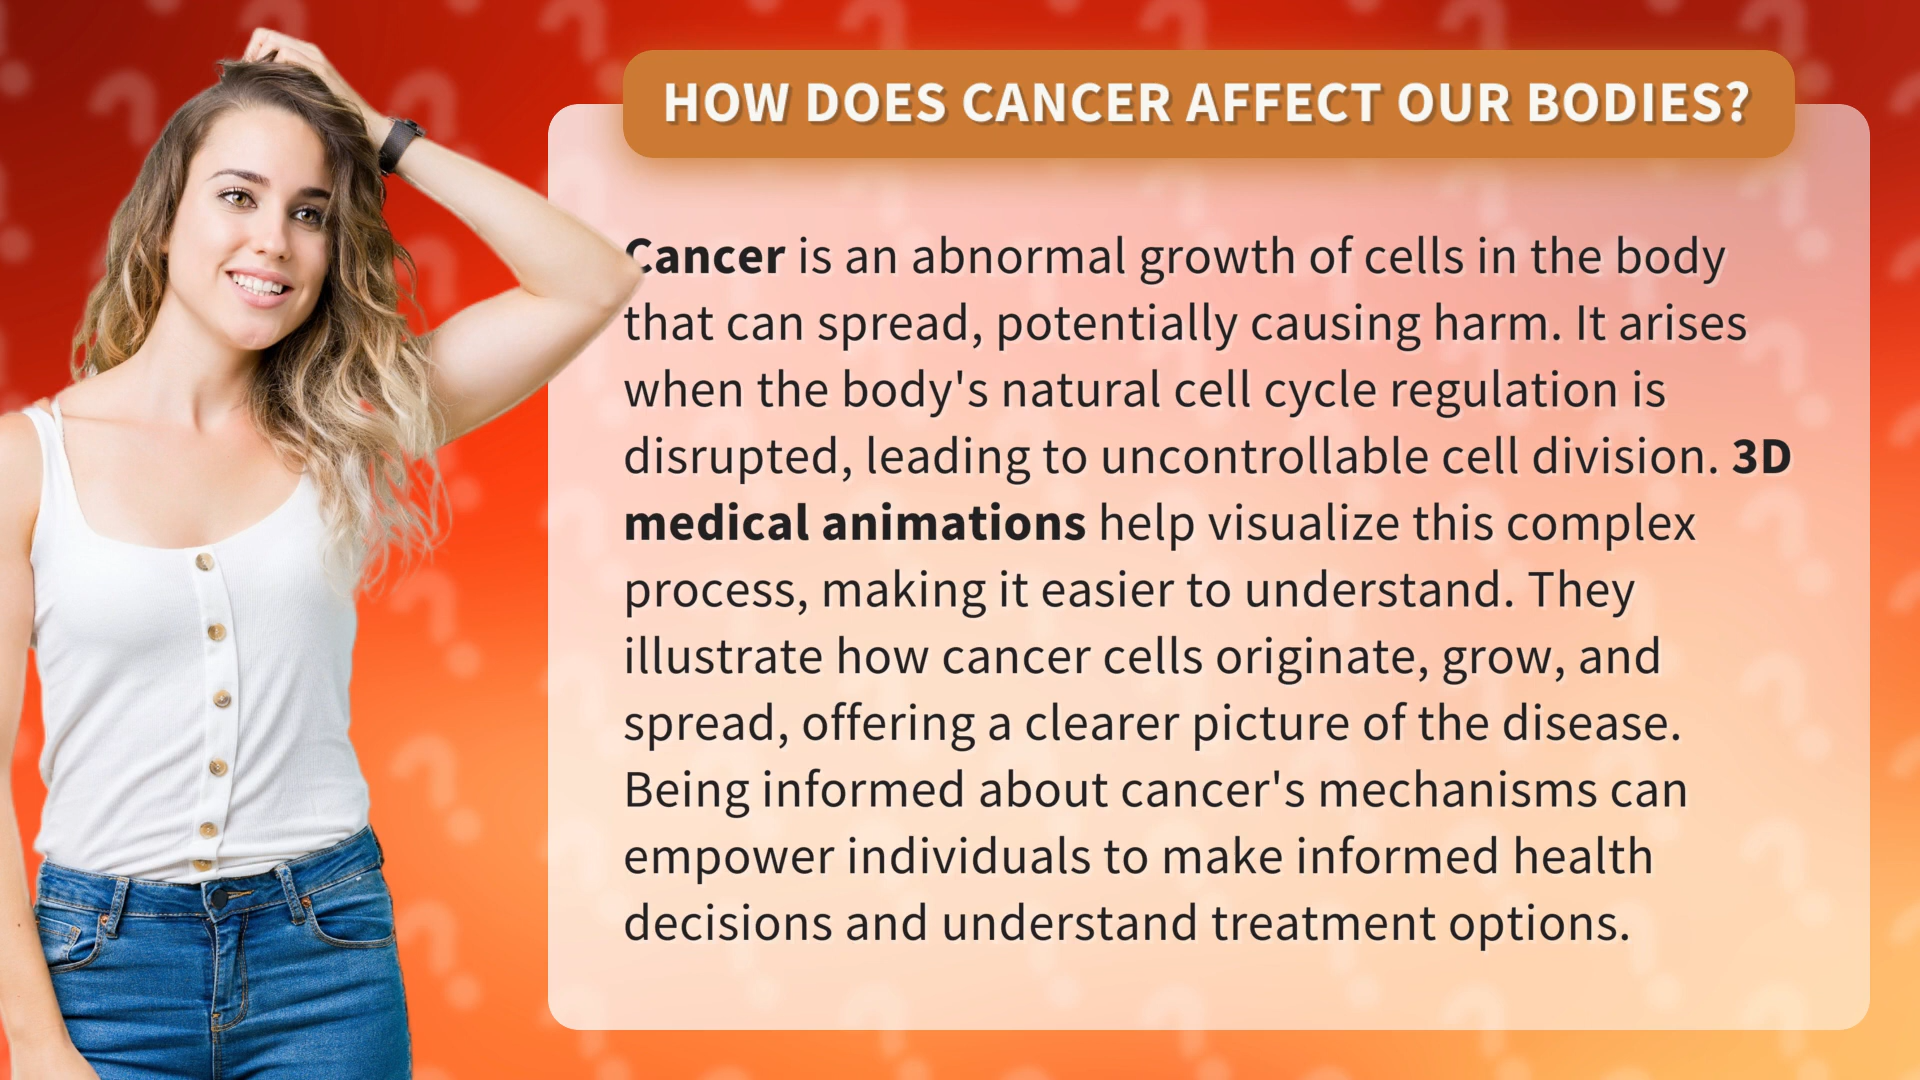 HOW DOES CANCER AFFECT OUR BODIES?
Cancer is an abnormal growth of cells in the body
that can spread, potentially causing harm. It arises
when the body's natural cell cycle regulation is
disrupted, leading to uncontrollable cell division. 3D
medical animations help visualize this complex
process, making it easier to understand. They
illustrate how cancer cells originate, grow, and
spread, offering a clearer picture of the disease.
Being informed about cancer's mechanisms can
empower individuals to make informed health
decisions and understand treatment options.